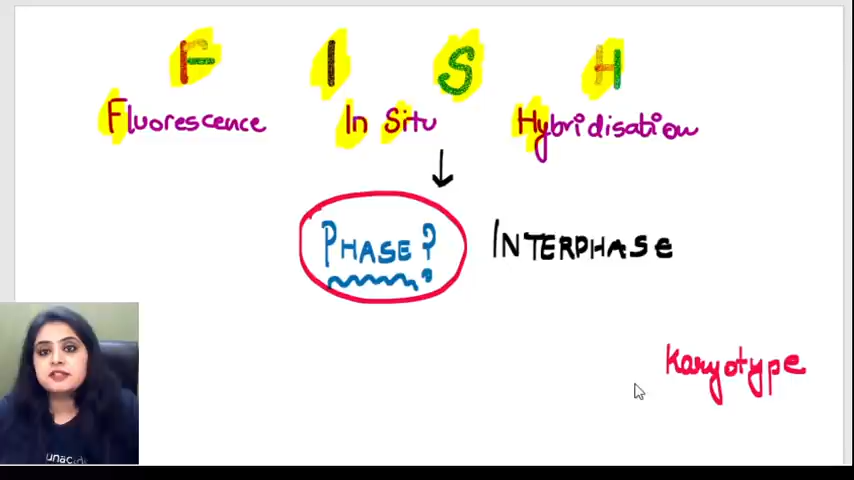 F I S H
Fluorescence In Situ Hybridisation
PHASE? INTERPHASE
Karyotype